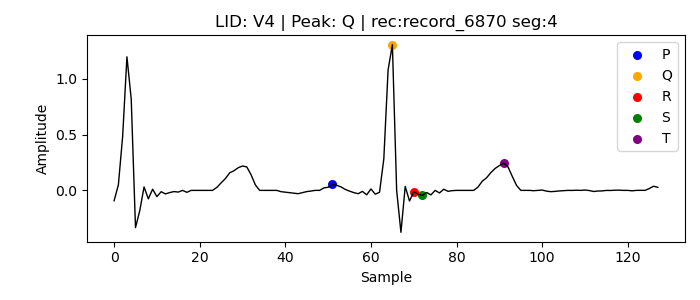 LID: V4 | Peak: Q | rec:record_6870 seg:4
Amplitude
1.0
0.5
0.0
P
Q
R
S
T
0 20 40 60 80 100 120
Sample